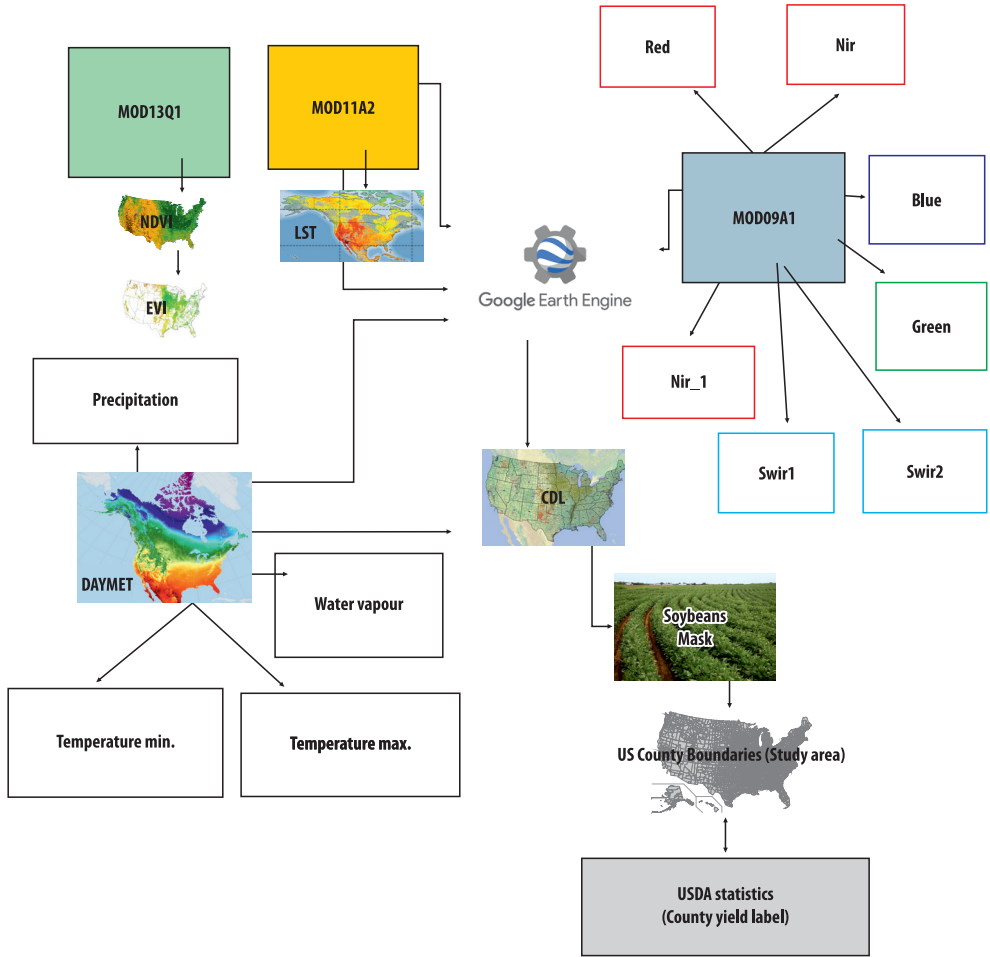 Red
Nir
MOD13Q1
MOD11A2
MOD09A1
Blue
NDVI
LST
EVI
Google Earth Engine
Green
Nir_1
Precipitation
Swir1
Swir2
CDL
DAYMET
Water vapour
Soybeans
Mask
Temperature min.
Temperature max.
US County Boundaries (Study area)
USDA statistics
(County yield label)